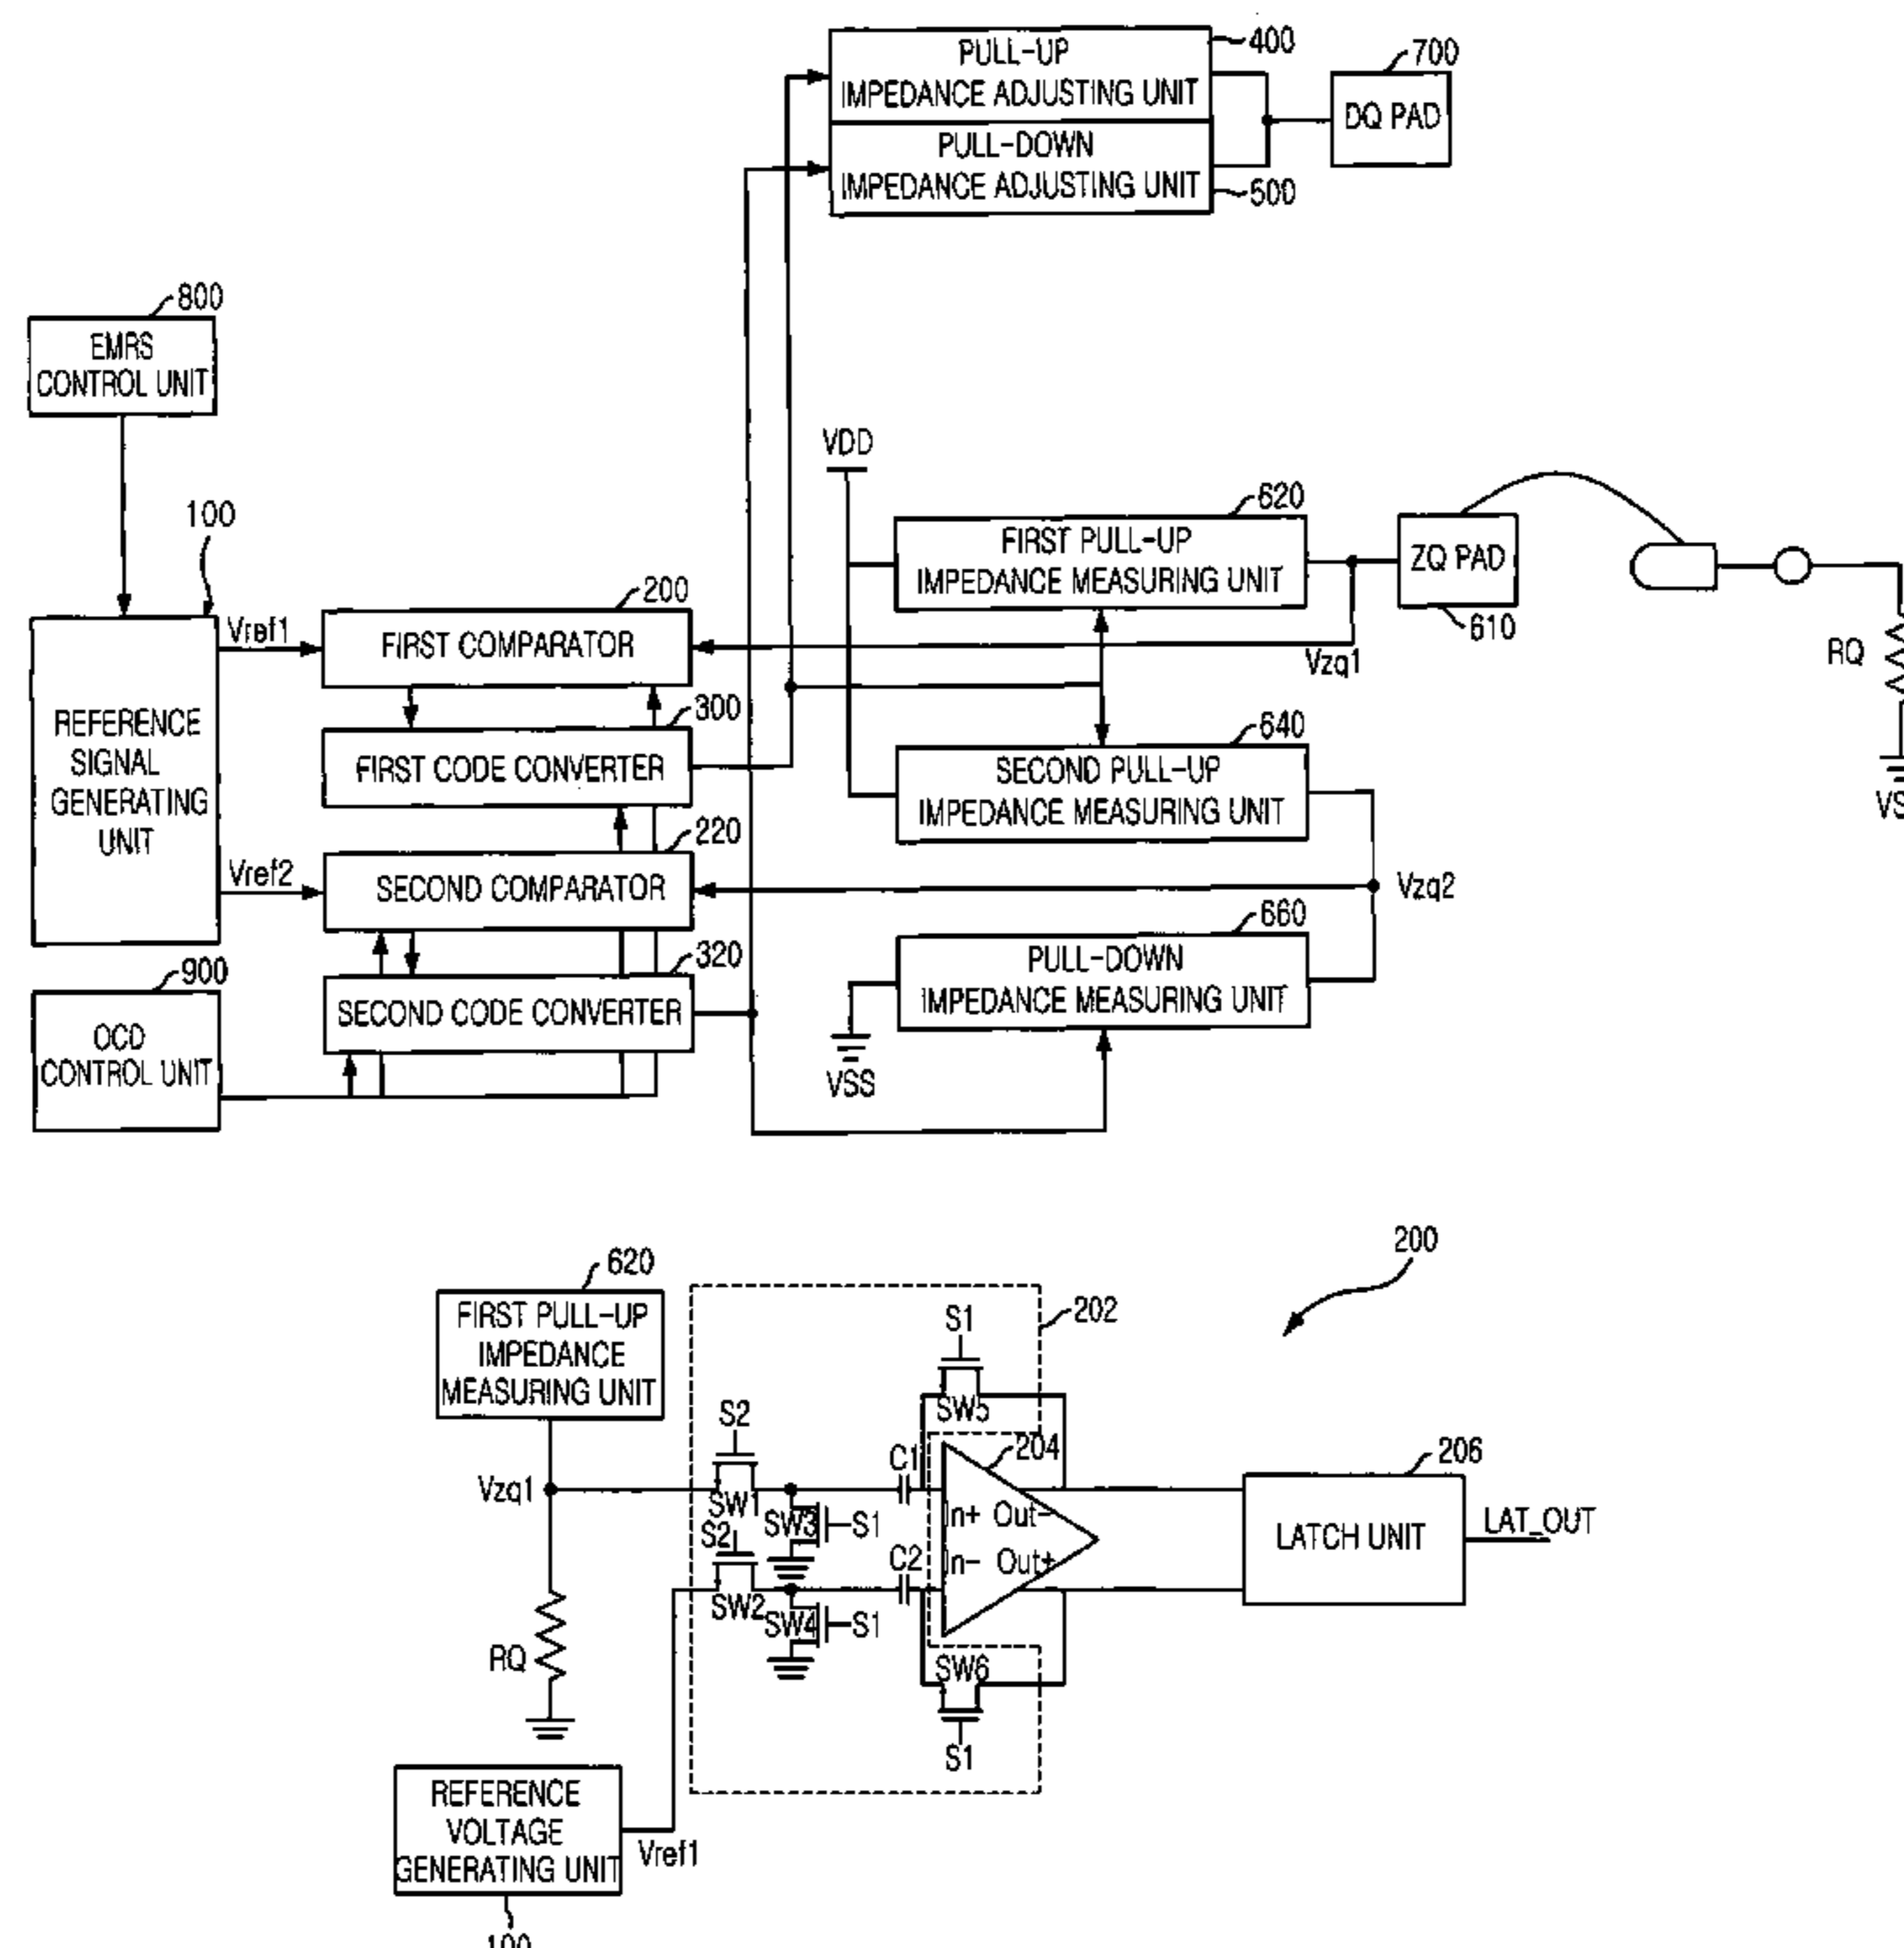 PULL-UP
IMPEDANCE ADJUSTING UNIT
400
700
DQ PAD
PULL-DOWN
IMPEDANCE ADJUSTING UNIT
500
800
EMRS
CONTROL UNIT
VDD
100
620
FIRST PULL-UP
IMPEDANCE MEASURING UNIT
ZQ PAD
610
Vref1
200
FIRST COMPARATOR
Vzq1
RQ
REFERENCE
SIGNAL
GENERATING
UNIT
300
FIRST CODE CONVERTER
640
SECOND PULL-UP
IMPEDANCE MEASURING UNIT
220
Vref2
SECOND COMPARATOR
Vzq2
660
PULL-DOWN
IMPEDANCE MEASURING UNIT
900
320
SECOND CODE CONVERTER
OCD
CONTROL UNIT
VSS
200
620
FIRST PULL-UP
IMPEDANCE
MEASURING UNIT
202
S1
SW5
S2
204
C1
206
Vzq1
SW1
In+ Out-
SW3
S1
LATCH UNIT
LAT_OUT
S2
C2
In- Out+
SW2
SW4
S1
RQ
SW6
S1
REFERENCE
VOLTAGE
GENERATING UNIT
Vref1
100